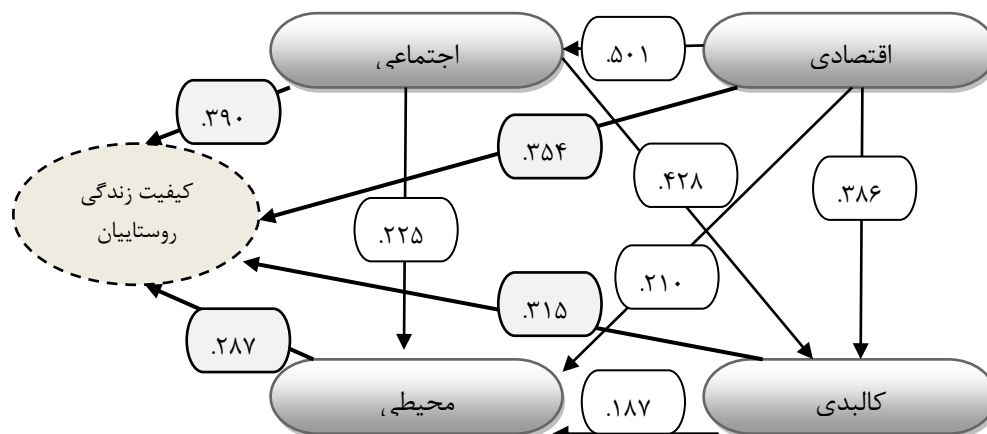 اقتصادی
.۵۰۱
اجتماعی
.۳۹۰
.۳۵۴
.۴۲۸
.۳۸۶
کیفیت زندگی
روستاییان
.۲۲۵
.۲۱۰
.۳۱۵
.۲۸۷
کالبدی
.۱۸۷
محیطی